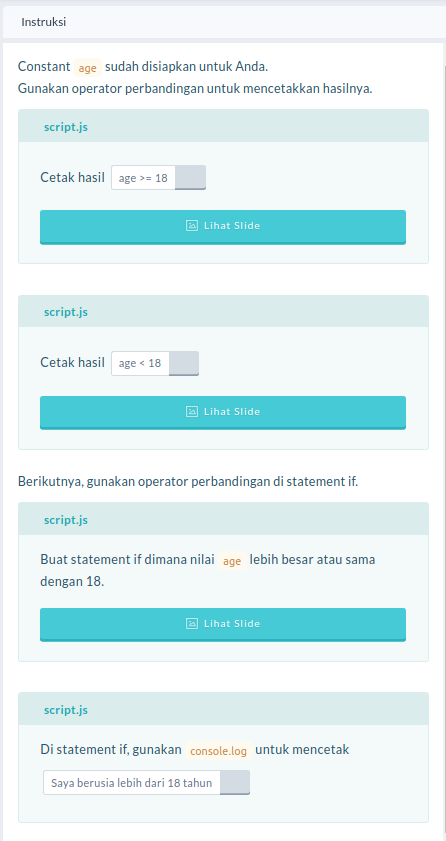 Instruksi
Constant age sudah disiapkan untuk Anda.
Gunakan operator perbandingan untuk mencetakkan hasilnya.
script.js
Cetak hasil age >= 18
Lihat Slide
script.js
Cetak hasil age < 18
Lihat Slide
Berikutnya, gunakan operator perbandingan di statement if.
script.js
Buat statement if dimana nilai age lebih besar atau sama
dengan 18.
Lihat Slide
script.js
Di statement if, gunakan console.log untuk mencetak
Saya berusia lebih dari 18 tahun